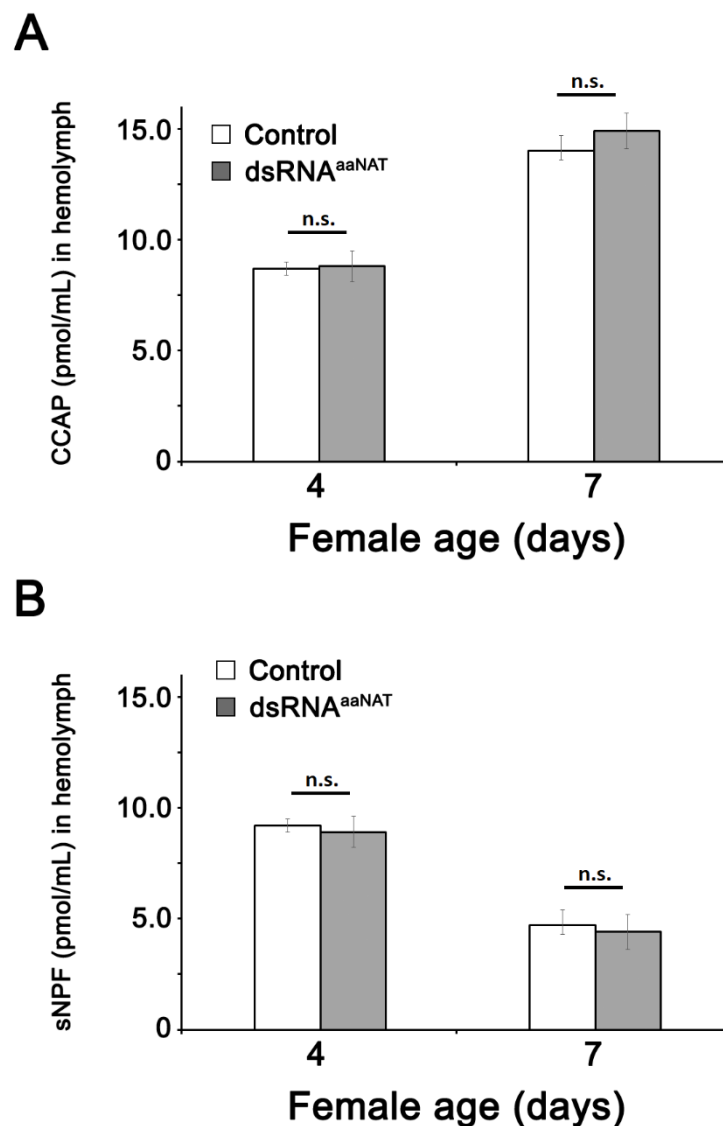 A
CCAP (pmol/mL) in hemolymph
15.0
10.0
5.0
0
Control
dsRNAaaNAT
n.s.
n.s.
4
7
Female age (days)
B
sNPF (pmol/mL) in hemolymph
15.0
10.0
5.0
0
Control
dsRNAaaNAT
n.s.
n.s.
4
7
Female age (days)